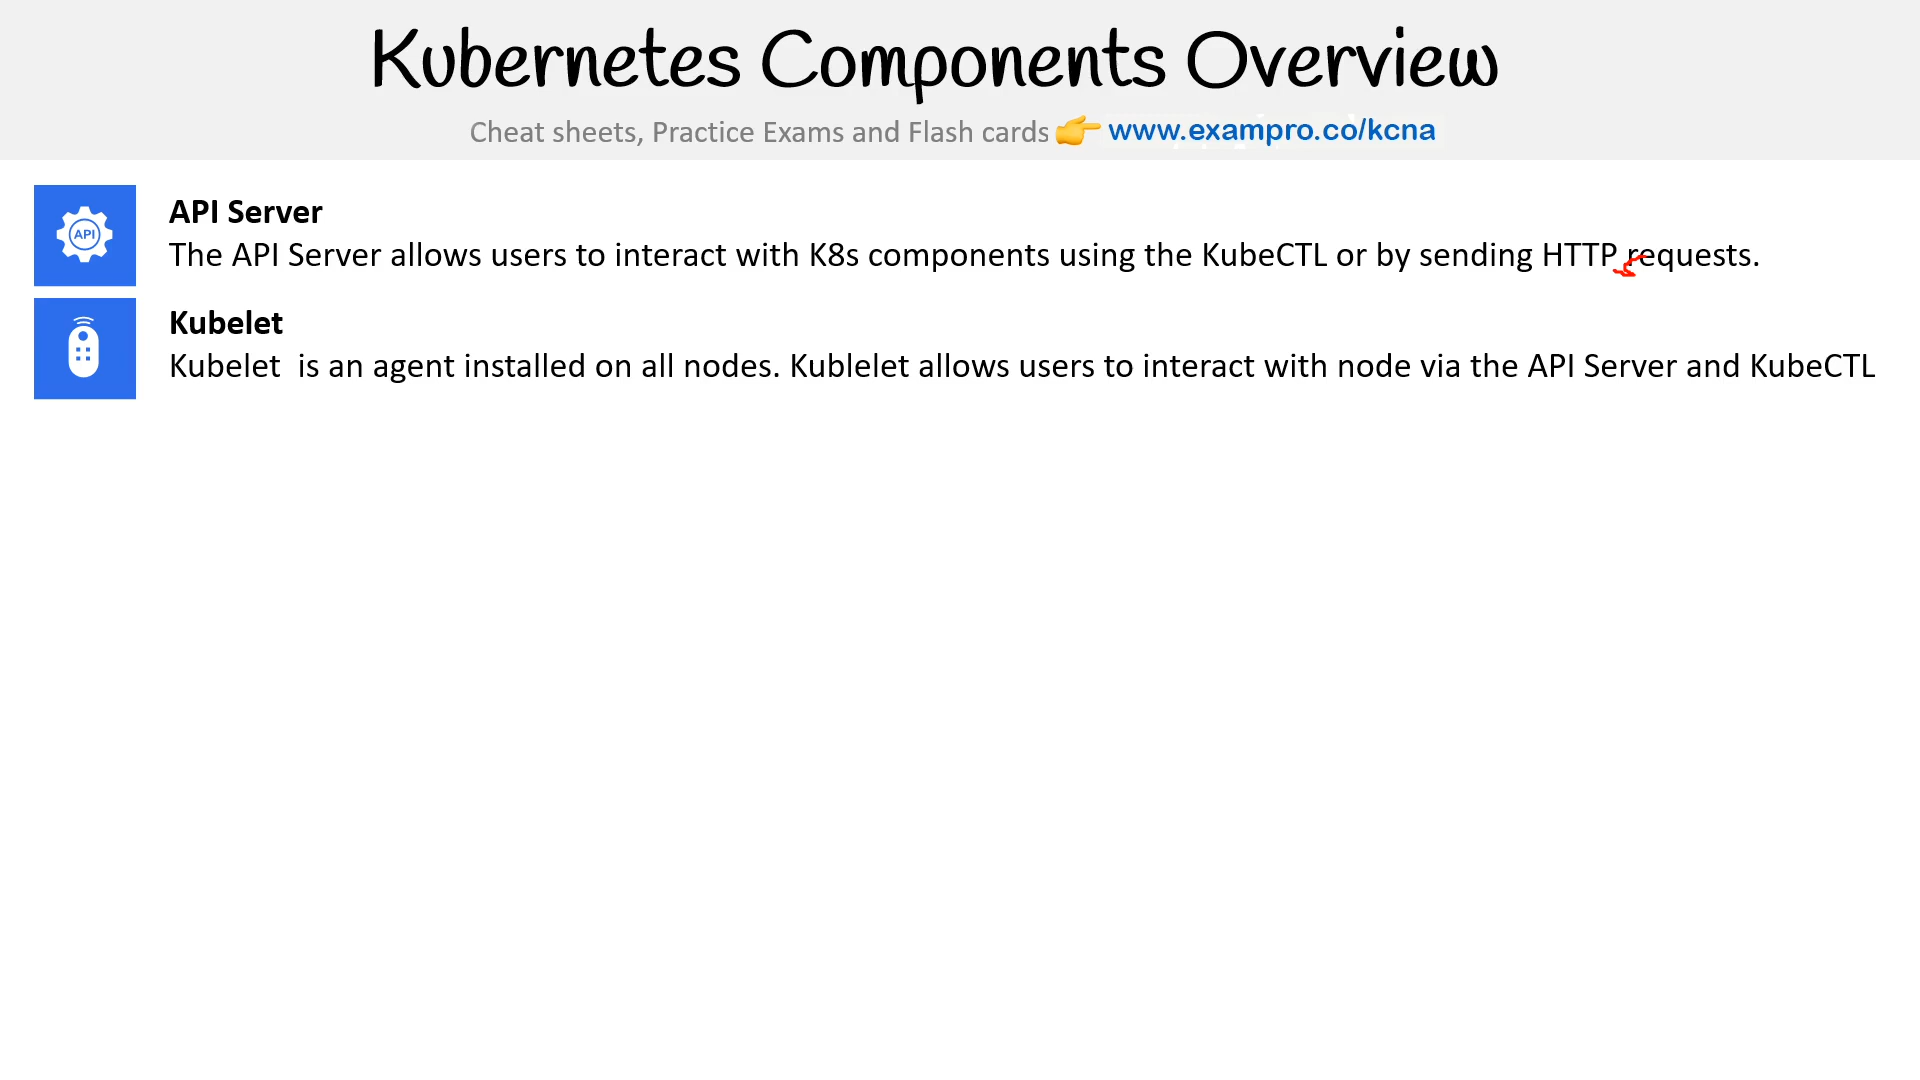 Kubernetes Components Overview
Cheat sheets, Practice Exams and Flash cards 👉 www.exampro.co/kcna
API
API Server
The API Server allows users to interact with K8s components using the KubeCTL or by sending HTTP requests.
Kubelet
Kubelet  is an agent installed on all nodes. Kublelet allows users to interact with node via the API Server and KubeCTL